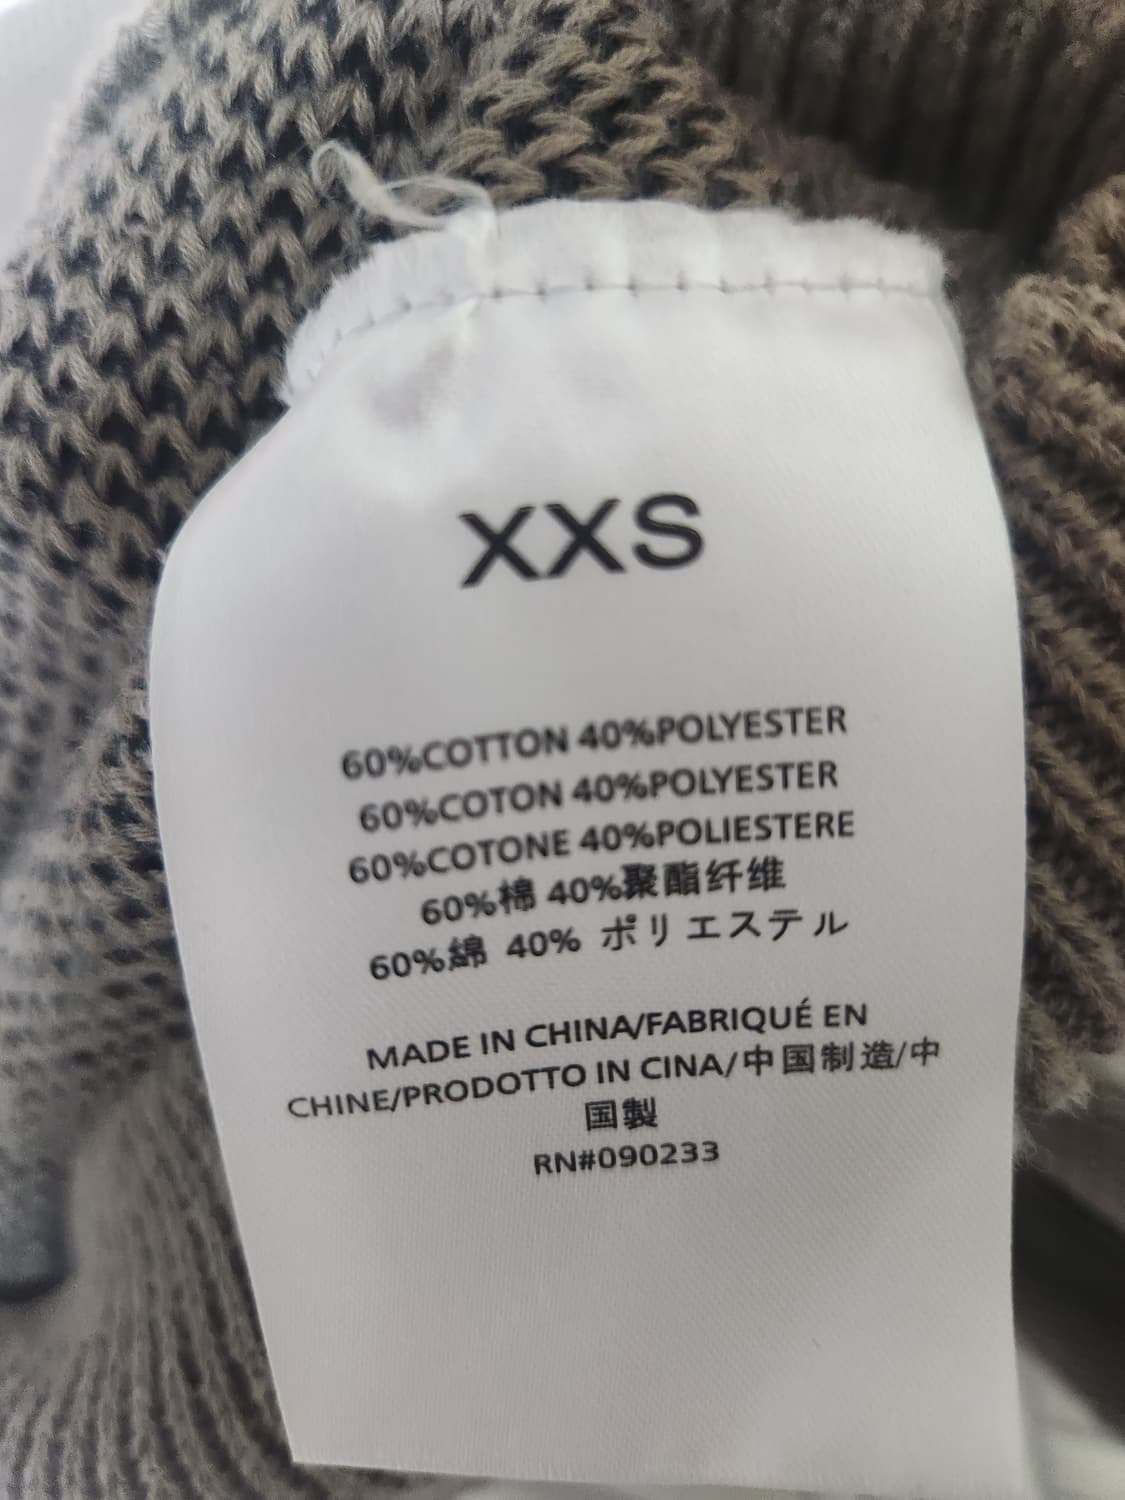 XXS
60%COTTON 40%POLYESTER
60%COTON 40%POLYESTER
60%COTONE 40%POLIESTERE
60%棉 40%聚酯纤维
60%綿 40% ポリエステル
MADE IN CHINA/FABRIQUÉ EN
CHINE/PRODOTTO IN CINA/中国制造/中
国製
RN#090233